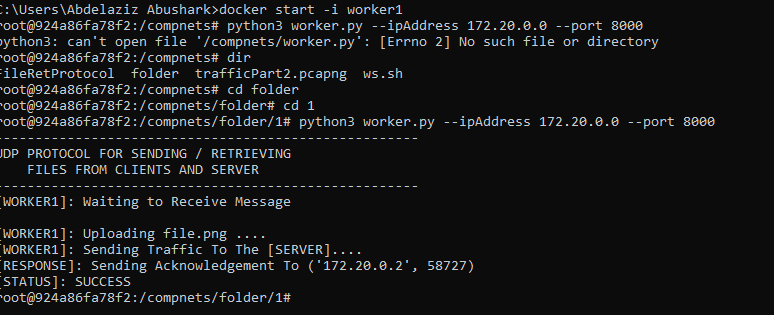 C:\Users\Abdelaziz Abushark>docker start -i worker1
root@924a86fa78f2:/compnets# python3 worker.py --ipAddress 172.20.0.0 --port 8000
python3: can't open file '/compnets/worker.py': [Errno 2] No such file or directory
root@924a86fa78f2:/compnets# dir
FileRetProtocol  folder  trafficPart2.pcapng  ws.sh
root@924a86fa78f2:/compnets# cd folder
root@924a86fa78f2:/compnets/folder# cd 1
root@924a86fa78f2:/compnets/folder/1# python3 worker.py --ipAddress 172.20.0.0 --port 8000
-----------------------------------------------------
UDP PROTOCOL FOR SENDING / RETRIEVING
    FILES FROM CLIENTS AND SERVER
-----------------------------------------------------
[WORKER1]: Waiting to Receive Message
[WORKER1]: Uploading file.png ....
[WORKER1]: Sending Traffic To The [SERVER]....
[RESPONSE]: Sending Acknowledgement To ('172.20.0.2', 58727)
[STATUS]: SUCCESS
root@924a86fa78f2:/compnets/folder/1#